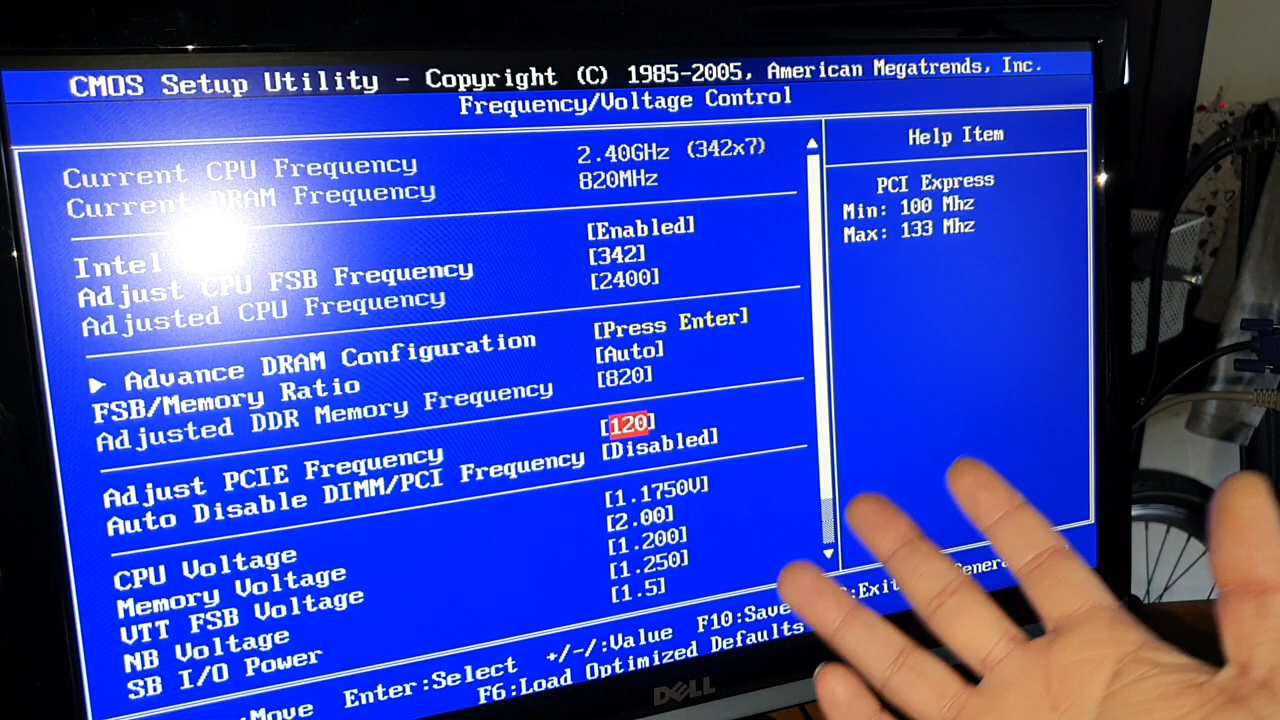 CMOS Setup Utility - Copyright (C) 1985-2005, American Megatrends, Inc.
Frequency/Voltage Control
Current CPU Frequency 2.40GHz (342x7)
Current DRAM Frequency 820MHz
Intel [Enabled]
Adjust CPU FSB Frequency [342]
Adjusted CPU Frequency [2400]
► Advance DRAM Configuration [Press Enter]
FSB/Memory Ratio [Auto]
Adjusted DDR Memory Frequency [820]
Adjust PCIE Frequency [120]
Auto Disable DIMM/PCI Frequency [Disabled]
CPU Voltage [1.1750V]
Memory Voltage [2.00]
VTT FSB Voltage [1.200]
NB Voltage [1.250]
SB I/O Power [1.5]
Help Item
PCI Express
Min: 100 Mhz
Max: 133 Mhz
:Move Enter:Select +/-/:Value F10:Save :Exit
F6:Load Optimized Defaults
DELL